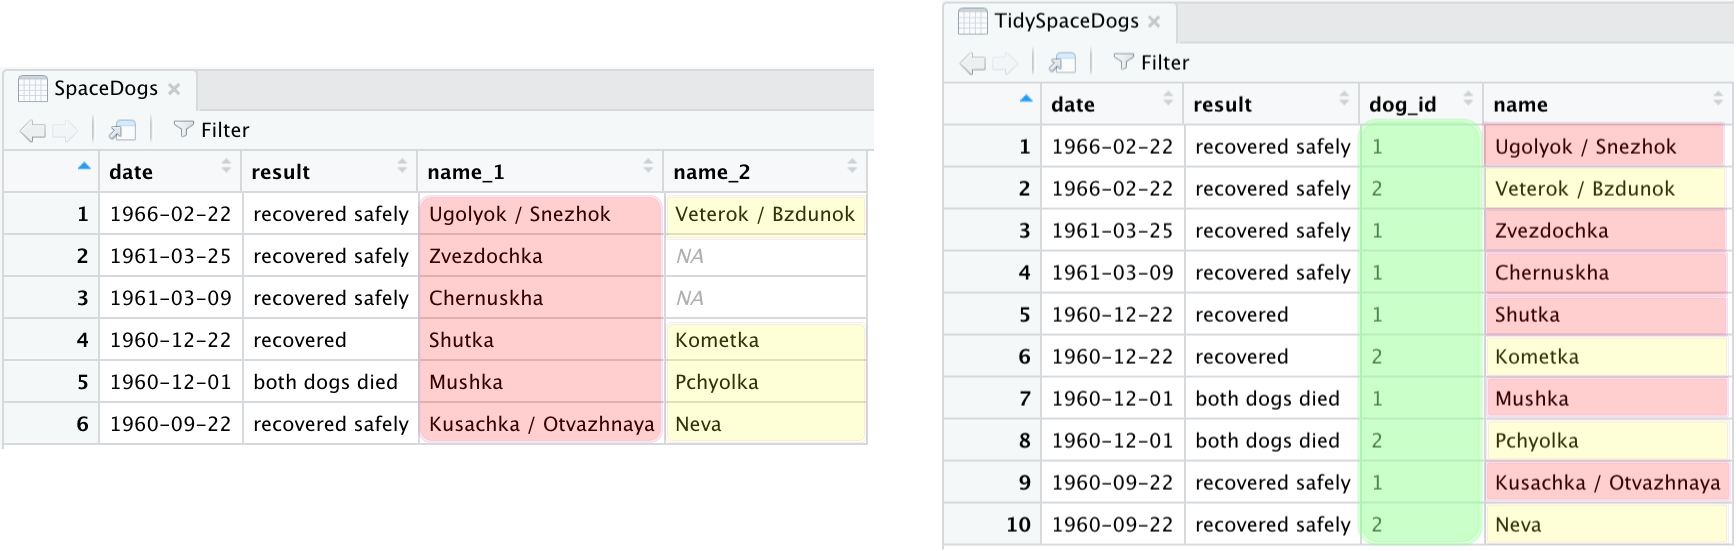 SpaceDogs
Filter
date result name_1 name_2
1 1966-02-22 recovered safely Ugolyok / Snezhok Veterok / Bzdunok
2 1961-03-25 recovered safely Zvezdochka NA
3 1961-03-09 recovered safely Chernuskha NA
4 1960-12-22 recovered Shutka Kometka
5 1960-12-01 both dogs died Mushka Pchyolka
6 1960-09-22 recovered safely Kusachka / Otvazhnaya Neva
TidySpaceDogs
Filter
date result dog_id name
1 1966-02-22 recovered safely 1 Ugolyok / Snezhok
2 1966-02-22 recovered safely 2 Veterok / Bzdunok
3 1961-03-25 recovered safely 1 Zvezdochka
4 1961-03-09 recovered safely 1 Chernuskha
5 1960-12-22 recovered 1 Shutka
6 1960-12-22 recovered 2 Kometka
7 1960-12-01 both dogs died 1 Mushka
8 1960-12-01 both dogs died 2 Pchyolka
9 1960-09-22 recovered safely 1 Kusachka / Otvazhnaya
10 1960-09-22 recovered safely 2 Neva